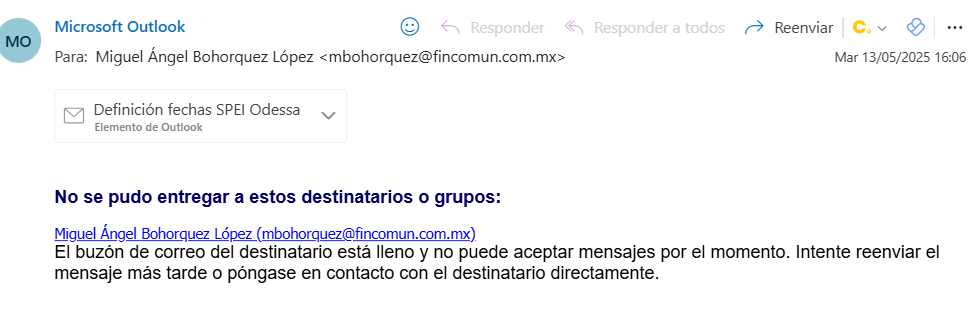 MO
Microsoft Outlook
Responder
Responder a todos
Reenviar
Para: Miguel Ángel Bohorquez López <mbohorquez@fincomun.com.mx>
Mar 13/05/2025 16:06
Definición fechas SPEI Odessa
Elemento de Outlook
No se pudo entregar a estos destinatarios o grupos:
Miguel Ángel Bohorquez López (mbohorquez@fincomun.com.mx)
El buzón de correo del destinatario está lleno y no puede aceptar mensajes por el momento. Intente reenviar el
mensaje más tarde o póngase en contacto con el destinatario directamente.